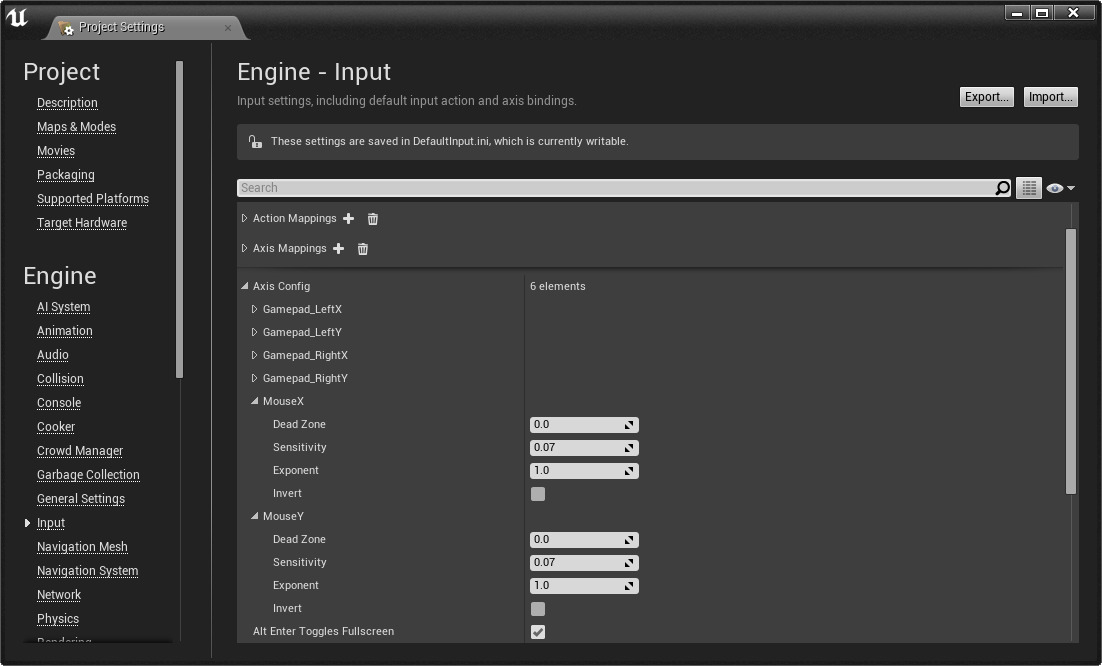 Project Settings
Project
Description
Maps & Modes
Movies
Packaging
Supported Platforms
Target Hardware
Engine
AI System
Animation
Audio
Collision
Console
Cooker
Crowd Manager
Garbage Collection
General Settings
Input
Navigation Mesh
Navigation System
Network
Physics
Rendering
Engine - Input
Input settings, including default input action and axis bindings.
Export... Import...
These settings are saved in DefaultInput.ini, which is currently writable.
Search
Action Mappings
Axis Mappings
Axis Config 6 elements
Gamepad_LeftX
Gamepad_LeftY
Gamepad_RightX
Gamepad_RightY
MouseX
Dead Zone 0.0
Sensitivity 0.07
Exponent 1.0
Invert
MouseY
Dead Zone 0.0
Sensitivity 0.07
Exponent 1.0
Invert
Alt Enter Toggles Fullscreen